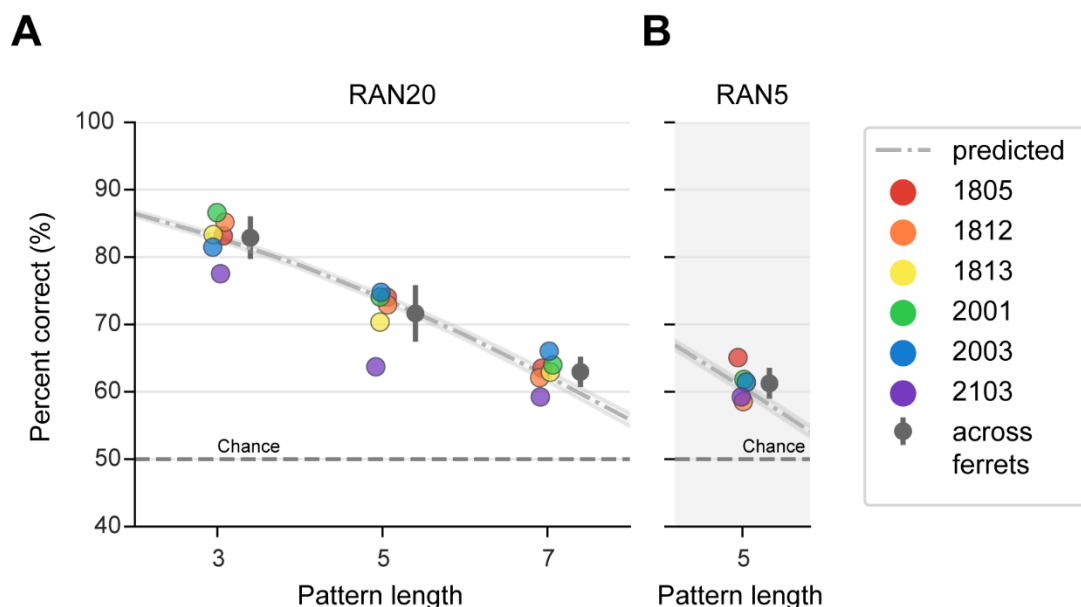 A
B
RAN20
RAN5
100
90
80
70
60
50
40
Percent correct (%)
Chance
Chance
3
5
7
5
Pattern length
Pattern length
predicted
1805
1812
1813
2001
2003
2103
across
ferrets